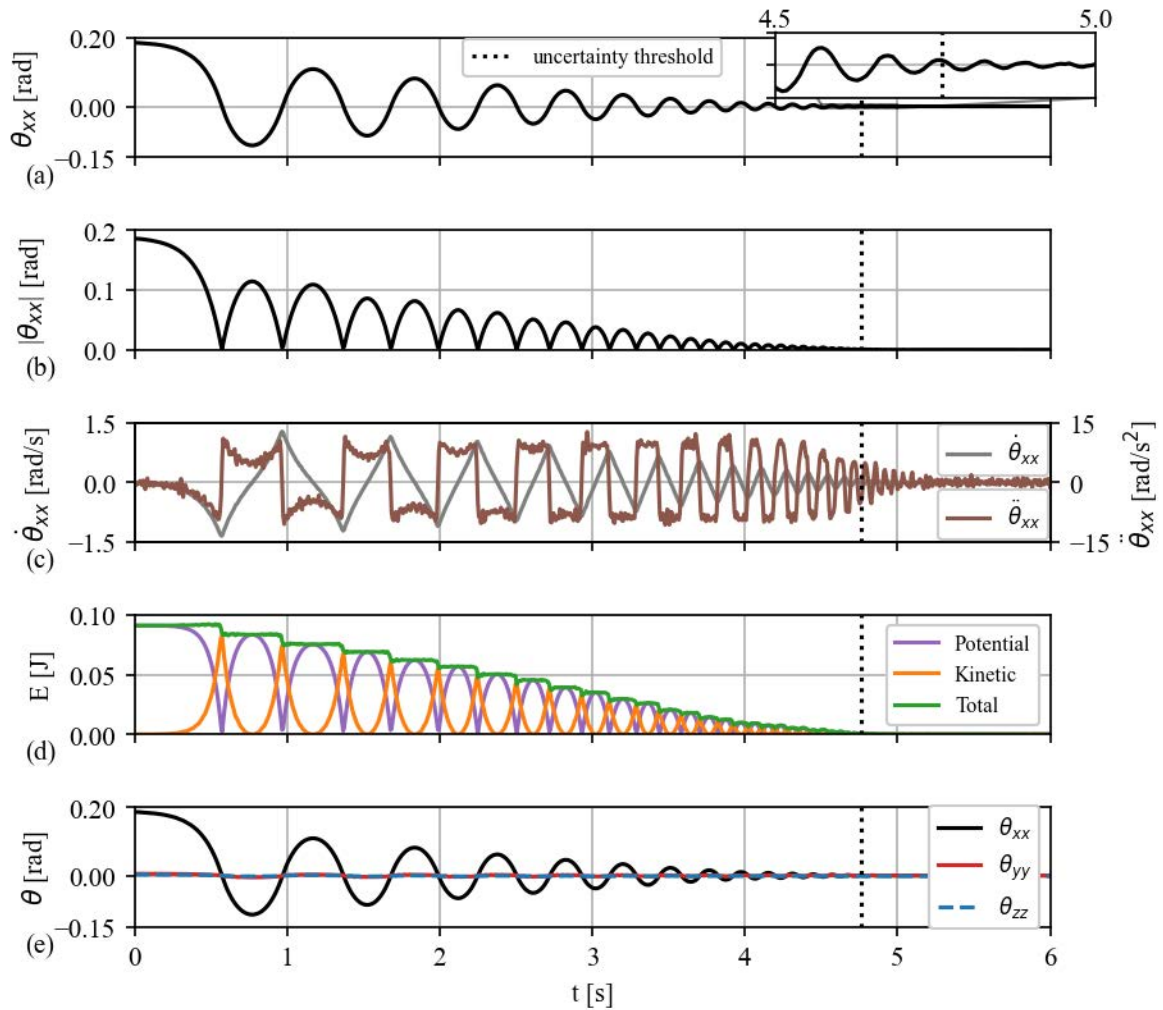 4.5 5.0
0.20
0.00
−0.15
θxx [rad]
uncertainty threshold
(a)
0.2
0.1
0.0
|θxx| [rad]
(b)
1.5
0.0
−1.5
θ̇xx [rad/s]
15
0
−15
θ̈xx [rad/s²]
θ̇xx
θ̈xx
(c)
0.10
0.05
0.00
E [J]
Potential
Kinetic
Total
(d)
0.20
0.00
−0.15
θ [rad]
θxx
θyy
θzz
(e)
0 1 2 3 4 5 6
t [s]